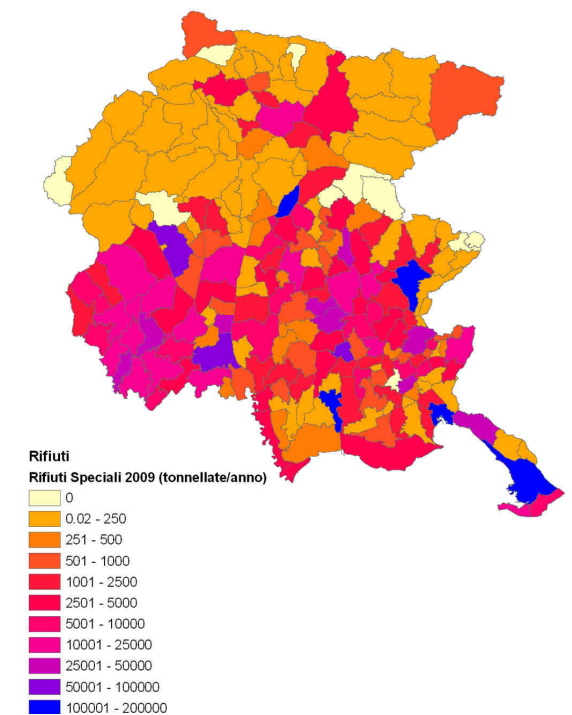 Rifiuti
Rifiuti Speciali 2009 (tonnellate/anno)
0
0.02 - 250
251 - 500
501 - 1000
1001 - 2500
2501 - 5000
5001 - 10000
10001 - 25000
25001 - 50000
50001 - 100000
100001 - 200000